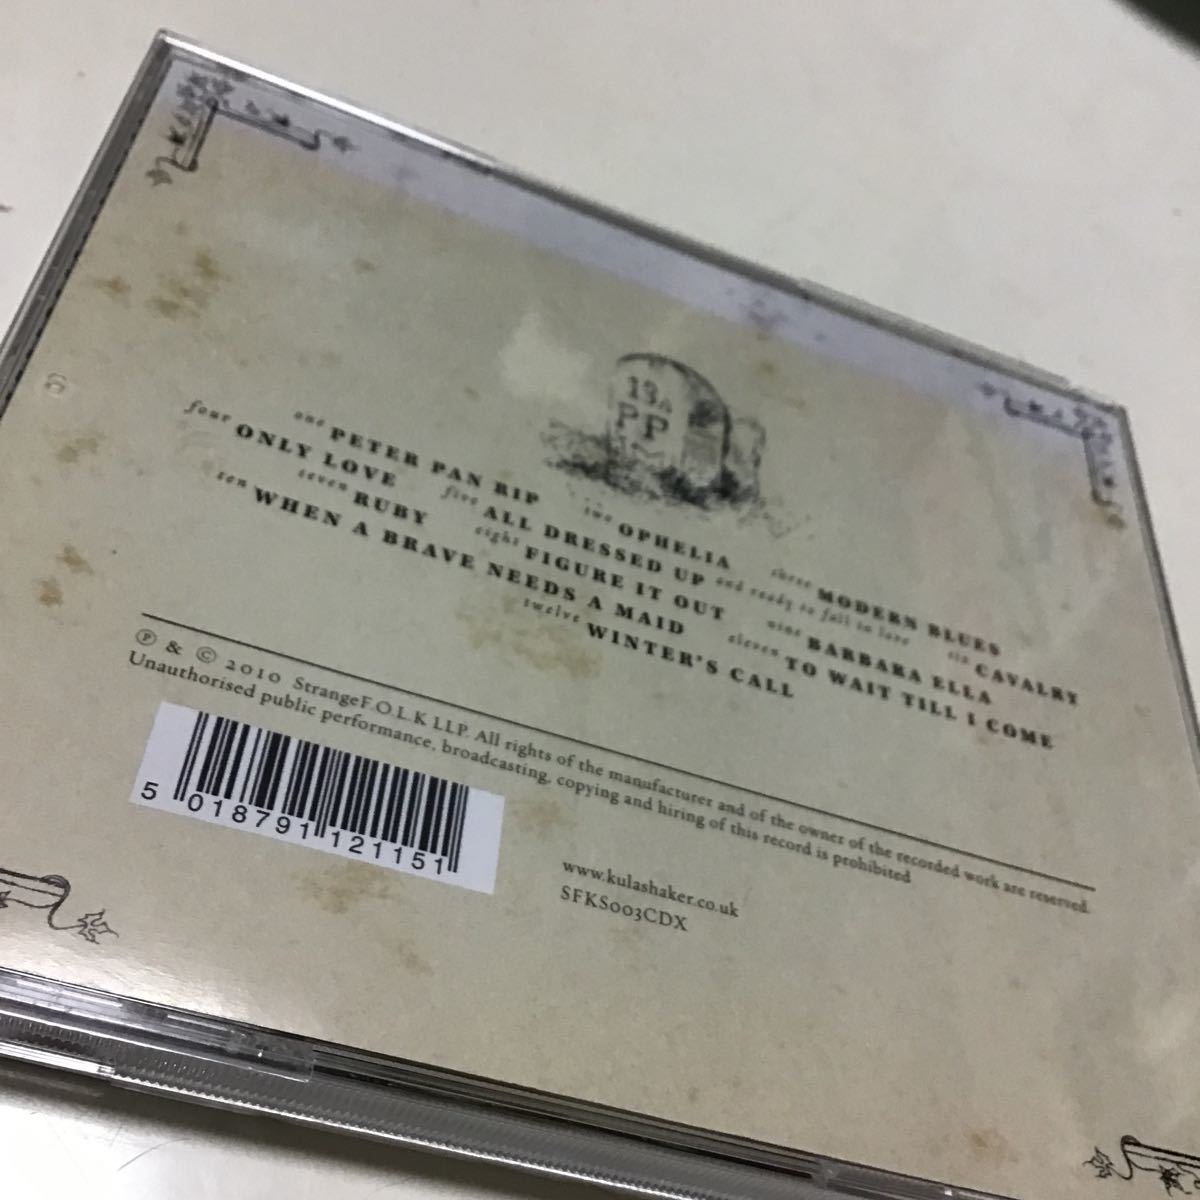 13A
PP
M
one PETER PAN RIP two OPHELIA three MODERN BLUES
four ONLY LOVE five ALL DRESSED UP and ready to fall in love six CAVALRY
seven RUBY eight FIGURE IT OUT nine BARBARA ELLA
ten WHEN A BRAVE NEEDS A MAID eleven TO WAIT TILL I COME
twelve WINTER'S CALL
℗ & © 2010 StrangeF.O.L.K LLP. All rights of the manufacturer and of the owner of the recorded work are reserved.
Unauthorised public performance, broadcasting, copying and hiring of this record is prohibited
5 018791 121151
www.kulashaker.co.uk
SFKS003CDX